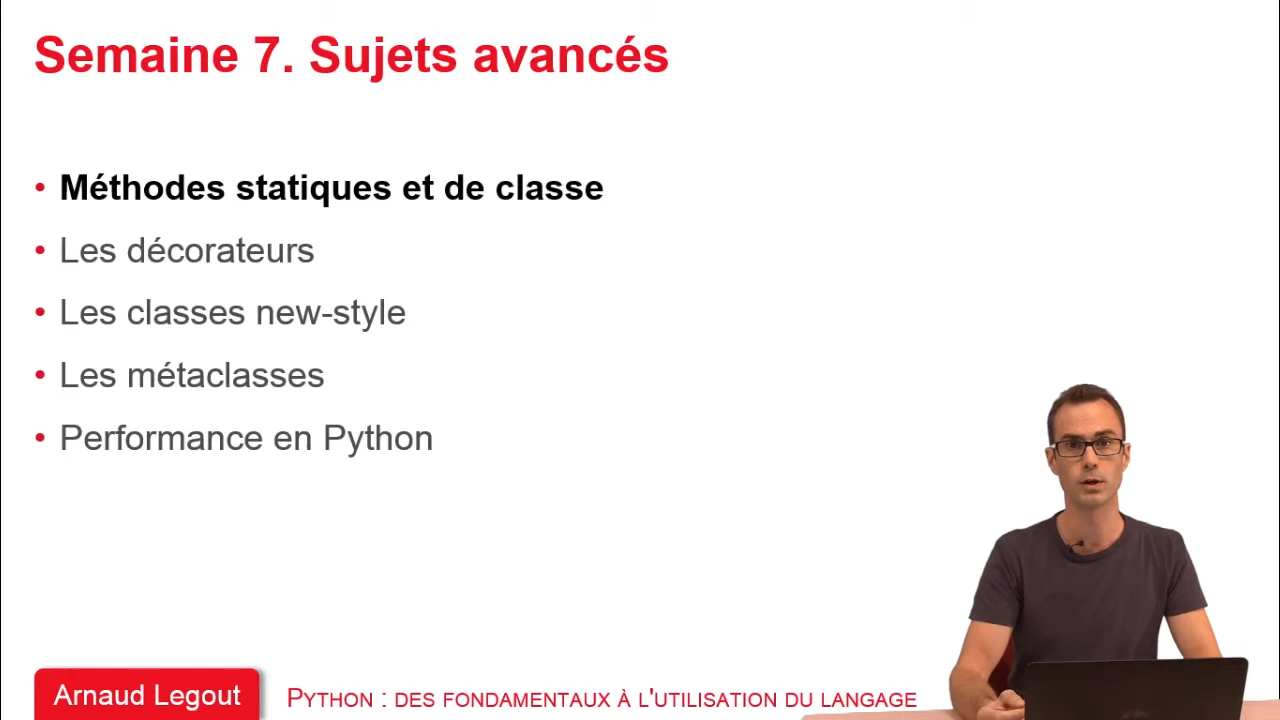 Semaine 7. Sujets avancés
• Méthodes statiques et de classe
• Les décorateurs
• Les classes new-style
• Les métaclasses
• Performance en Python
Arnaud Legout
PYTHON : DES FONDAMENTAUX À L'UTILISATION DU LANGAGE